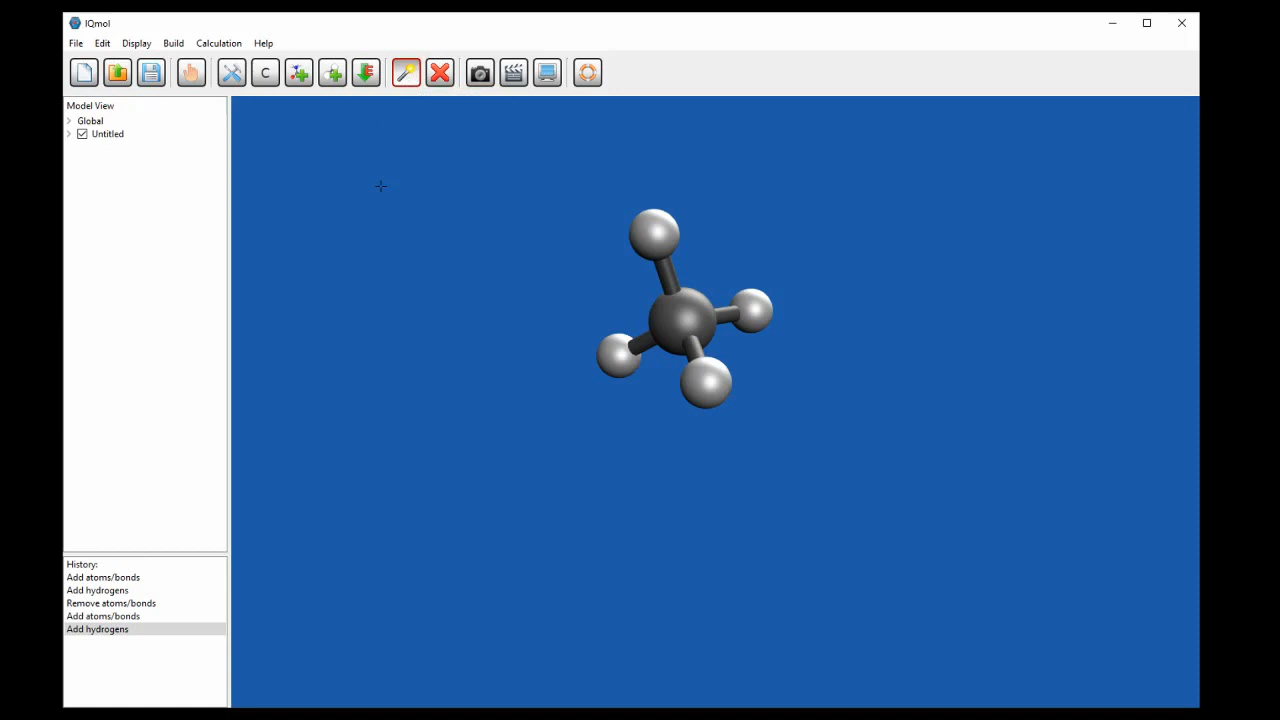 IQmol
File Edit Display Build Calculation Help
C
E
Model View
Global
Untitled
History:
Add atoms/bonds
Add hydrogens
Remove atoms/bonds
Add atoms/bonds
Add hydrogens